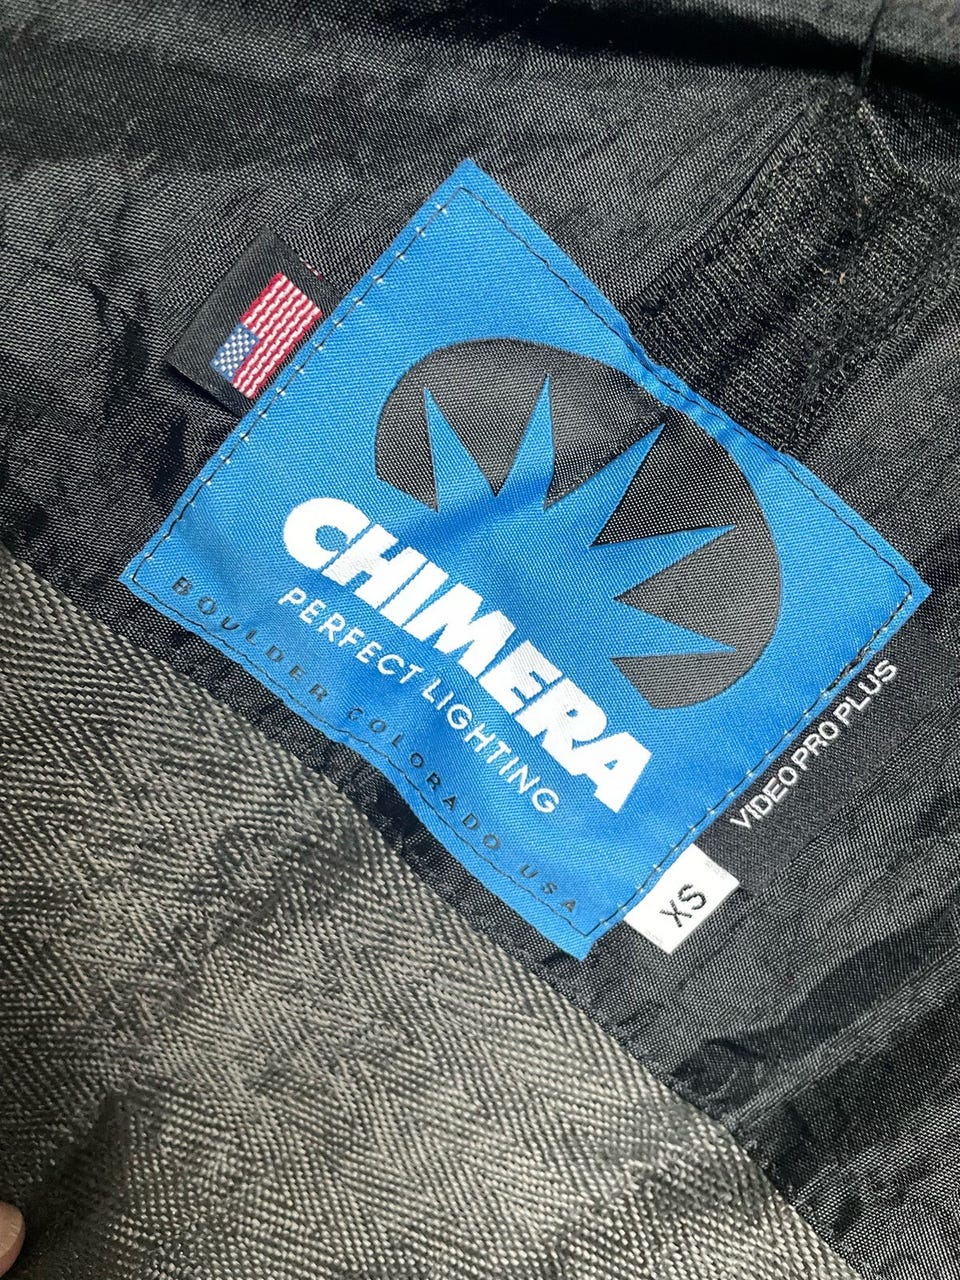 CHIMERA
PERFECT LIGHTING
BOULDER COLORADO USA
VIDEO PRO PLUS
XS